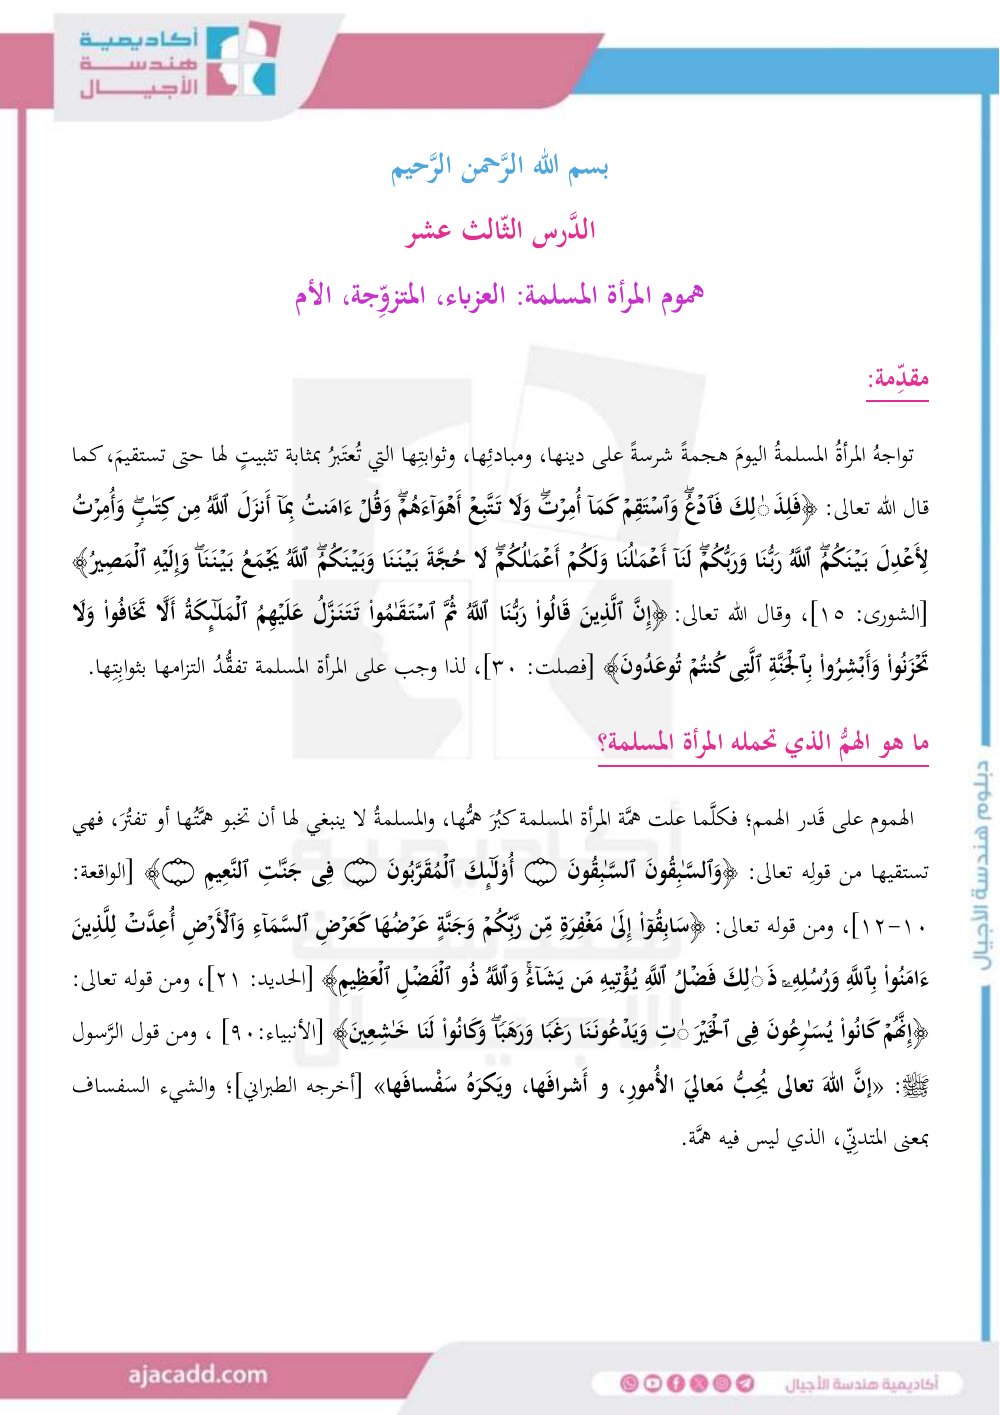 أكاديمية
هندسة
الأجيال
بسم الله الرَّحمن الرَّحيم
الدَّرس الثّالث عشر
هموم المرأة المسلمة: العزباء، المتزوِّجة، الأم
مقدِّمة:
تواجهُ المرأةُ المسلمةُ اليومَ هجمةً شرسةً على دينها، ومبادئِها، وثوابتِها التي تُعتَبرُ بمثابة تثبيتٍ لها حتى تستقيمَ، كما
قال الله تعالى: ﴿فَلِذَٰلِكَ فَٱدۡعُۖ وَٱسۡتَقِمۡ كَمَآ أُمِرۡتَۖ وَلَا تَتَّبِعۡ أَهۡوَآءَهُمۡۖ وَقُلۡ ءَامَنتُ بِمَآ أَنزَلَ ٱللَّهُ مِن كِتَٰبٖۖ وَأُمِرۡتُ
لِأَعۡدِلَ بَيۡنَكُمُۖ ٱللَّهُ رَبُّنَا وَرَبُّكُمۡۖ لَنَآ أَعۡمَٰلُنَا وَلَكُمۡ أَعۡمَٰلُكُمۡۖ لَا حُجَّةَ بَيۡنَنَا وَبَيۡنَكُمُۖ ٱللَّهُ يَجۡمَعُ بَيۡنَنَاۖ وَإِلَيۡهِ ٱلۡمَصِيرُ﴾
[الشورى: ١٥]، وقال الله تعالى: ﴿إِنَّ ٱلَّذِينَ قَالُواْ رَبُّنَا ٱللَّهُ ثُمَّ ٱسۡتَقَٰمُواْ تَتَنَزَّلُ عَلَيۡهِمُ ٱلۡمَلَٰٓئِكَةُ أَلَّا تَخَافُواْ وَلَا
تَحۡزَنُواْ وَأَبۡشِرُواْ بِٱلۡجَنَّةِ ٱلَّتِي كُنتُمۡ تُوعَدُونَ﴾ [فصلت: ٣٠]، لذا وجب على المرأة المسلمة تفقُّدُ التزامها بثوابِتِها.
ما هو الهمُّ الذي تحمله المرأة المسلمة؟
الهموم على قَدر الهمم؛ فكلَّما علت همَّة المرأة المسلمة كبُرَ همُّها، والمسلمةُ لا ينبغي لها أن تخبو همَّتُها أو تفتُرَ، فهي
تستقيها من قولِه تعالى: ﴿وَٱلسَّٰبِقُونَ ٱلسَّٰبِقُونَ ۝ أُوْلَٰٓئِكَ ٱلۡمُقَرَّبُونَ ۝ فِي جَنَّٰتِ ٱلنَّعِيمِ ۝﴾ [الواقعة:
١٠-١٢]، ومن قوله تعالى: ﴿سَابِقُوٓاْ إِلَىٰ مَغۡفِرَةٖ مِّن رَّبِّكُمۡ وَجَنَّةٍ عَرۡضُهَا كَعَرۡضِ ٱلسَّمَآءِ وَٱلۡأَرۡضِ أُعِدَّتۡ لِلَّذِينَ
ءَامَنُواْ بِٱللَّهِ وَرُسُلِهِۦۚ ذَٰلِكَ فَضۡلُ ٱللَّهِ يُؤۡتِيهِ مَن يَشَآءُۚ وَٱللَّهُ ذُو ٱلۡفَضۡلِ ٱلۡعَظِيمِ﴾ [الحديد: ٢١]، ومن قوله تعالى:
﴿إِنَّهُمۡ كَانُواْ يُسَٰرِعُونَ فِي ٱلۡخَيۡرَٰتِ وَيَدۡعُونَنَا رَغَبٗا وَرَهَبٗاۖ وَكَانُواْ لَنَا خَٰشِعِينَ﴾ [الأنبياء: ٩٠] ، ومن قول الرَّسول
ﷺ: «إنَّ اللهَ تعالى يُحِبُّ مَعاليَ الأُمورِ، و أَشرافَها، ويَكرَهُ سَفْسافَها» [أخرجه الطبراني]؛ والشيء السفساف
بمعنى المتدنِّي، الذي ليس فيه همَّة.
دبلوم هندسة الأجيال
ajacadd.com
أكاديمية هندسة الأجيال